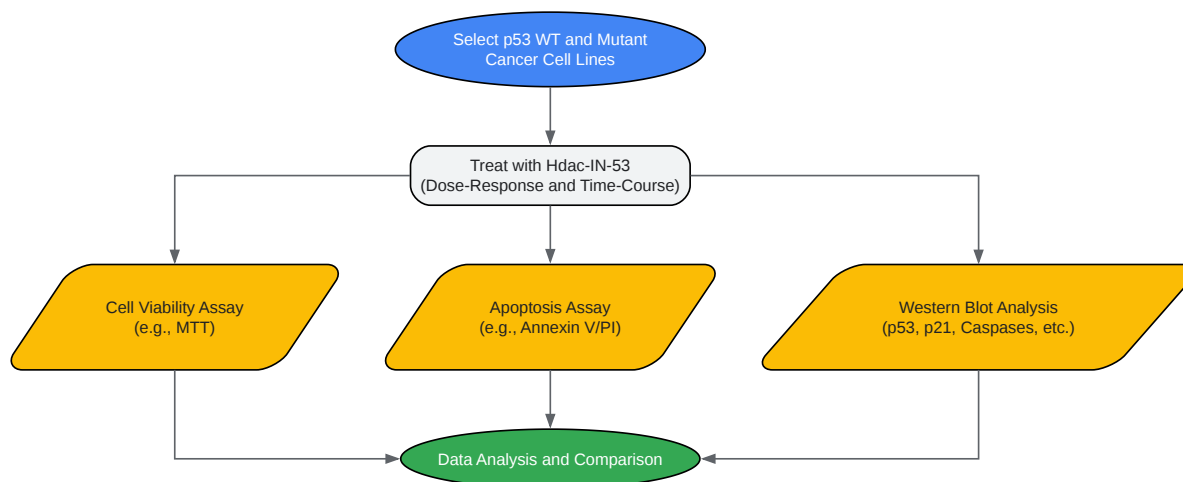 Select p53 WT and Mutant
Cancer Cell Lines
Treat with Hdac-IN-53
(Dose-Response and Time-Course)
Cell Viability Assay
(e.g., MTT)
Apoptosis Assay
(e.g., Annexin V/PI)
Western Blot Analysis
(p53, p21, Caspases, etc.)
Data Analysis and Comparison